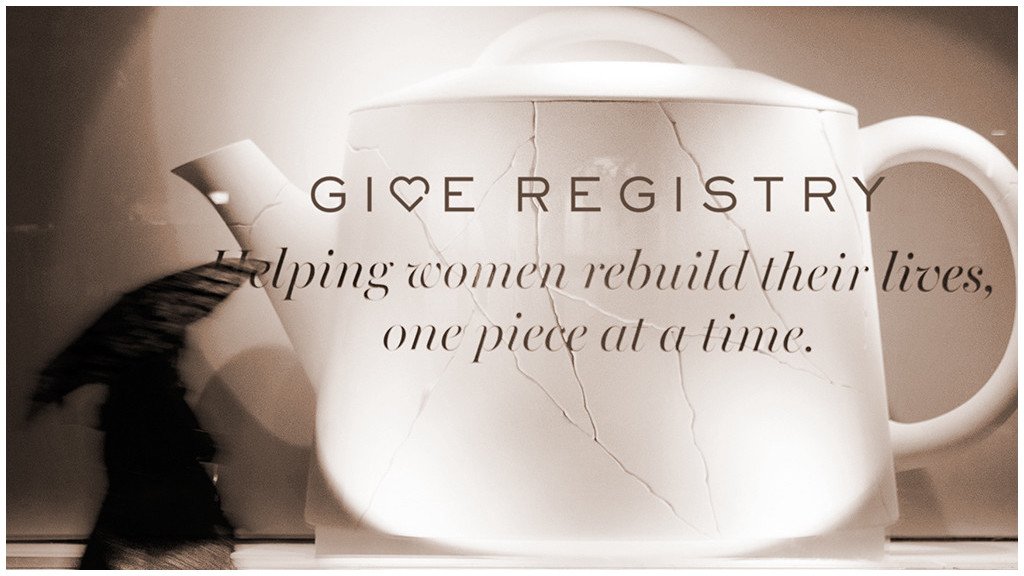 GIVE REGISTRY
Helping women rebuild their lives,
one piece at a time.